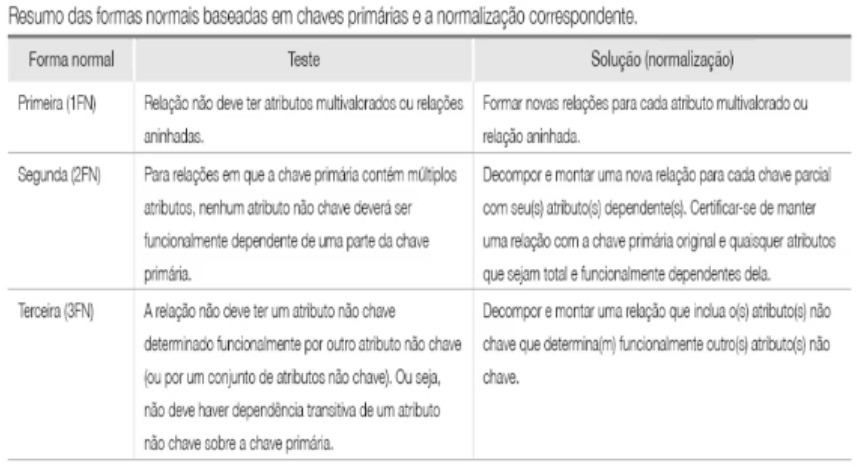 Resumo das formas normais baseadas em chaves primárias e a normalização correspondente.
Forma normal
Teste
Solução (normalização)
Primeira (1FN)
Relação não deve ter atributos multivalorados ou relações
aninhadas.
Formar novas relações para cada atributo multivalorado ou
relação aninhada.
Segunda (2FN)
Para relações em que a chave primária contém múltiplos
atributos, nenhum atributo não chave deverá ser
funcionalmente dependente de uma parte da chave
primária.
Decompor e montar uma nova relação para cada chave parcial
com seu(s) atributo(s) dependente(s). Certificar-se de manter
uma relação com a chave primária original e quaisquer atributos
que sejam total e funcionalmente dependentes dela.
Terceira (3FN)
A relação não deve ter um atributo não chave
determinado funcionalmente por outro atributo não chave
(ou por um conjunto de atributos não chave). Ou seja,
não deve haver dependência transitiva de um atributo
não chave sobre a chave primária.
Decompor e montar uma relação que inclua o(s) atributo(s) não
chave que determina(m) funcionalmente outro(s) atributo(s) não
chave.